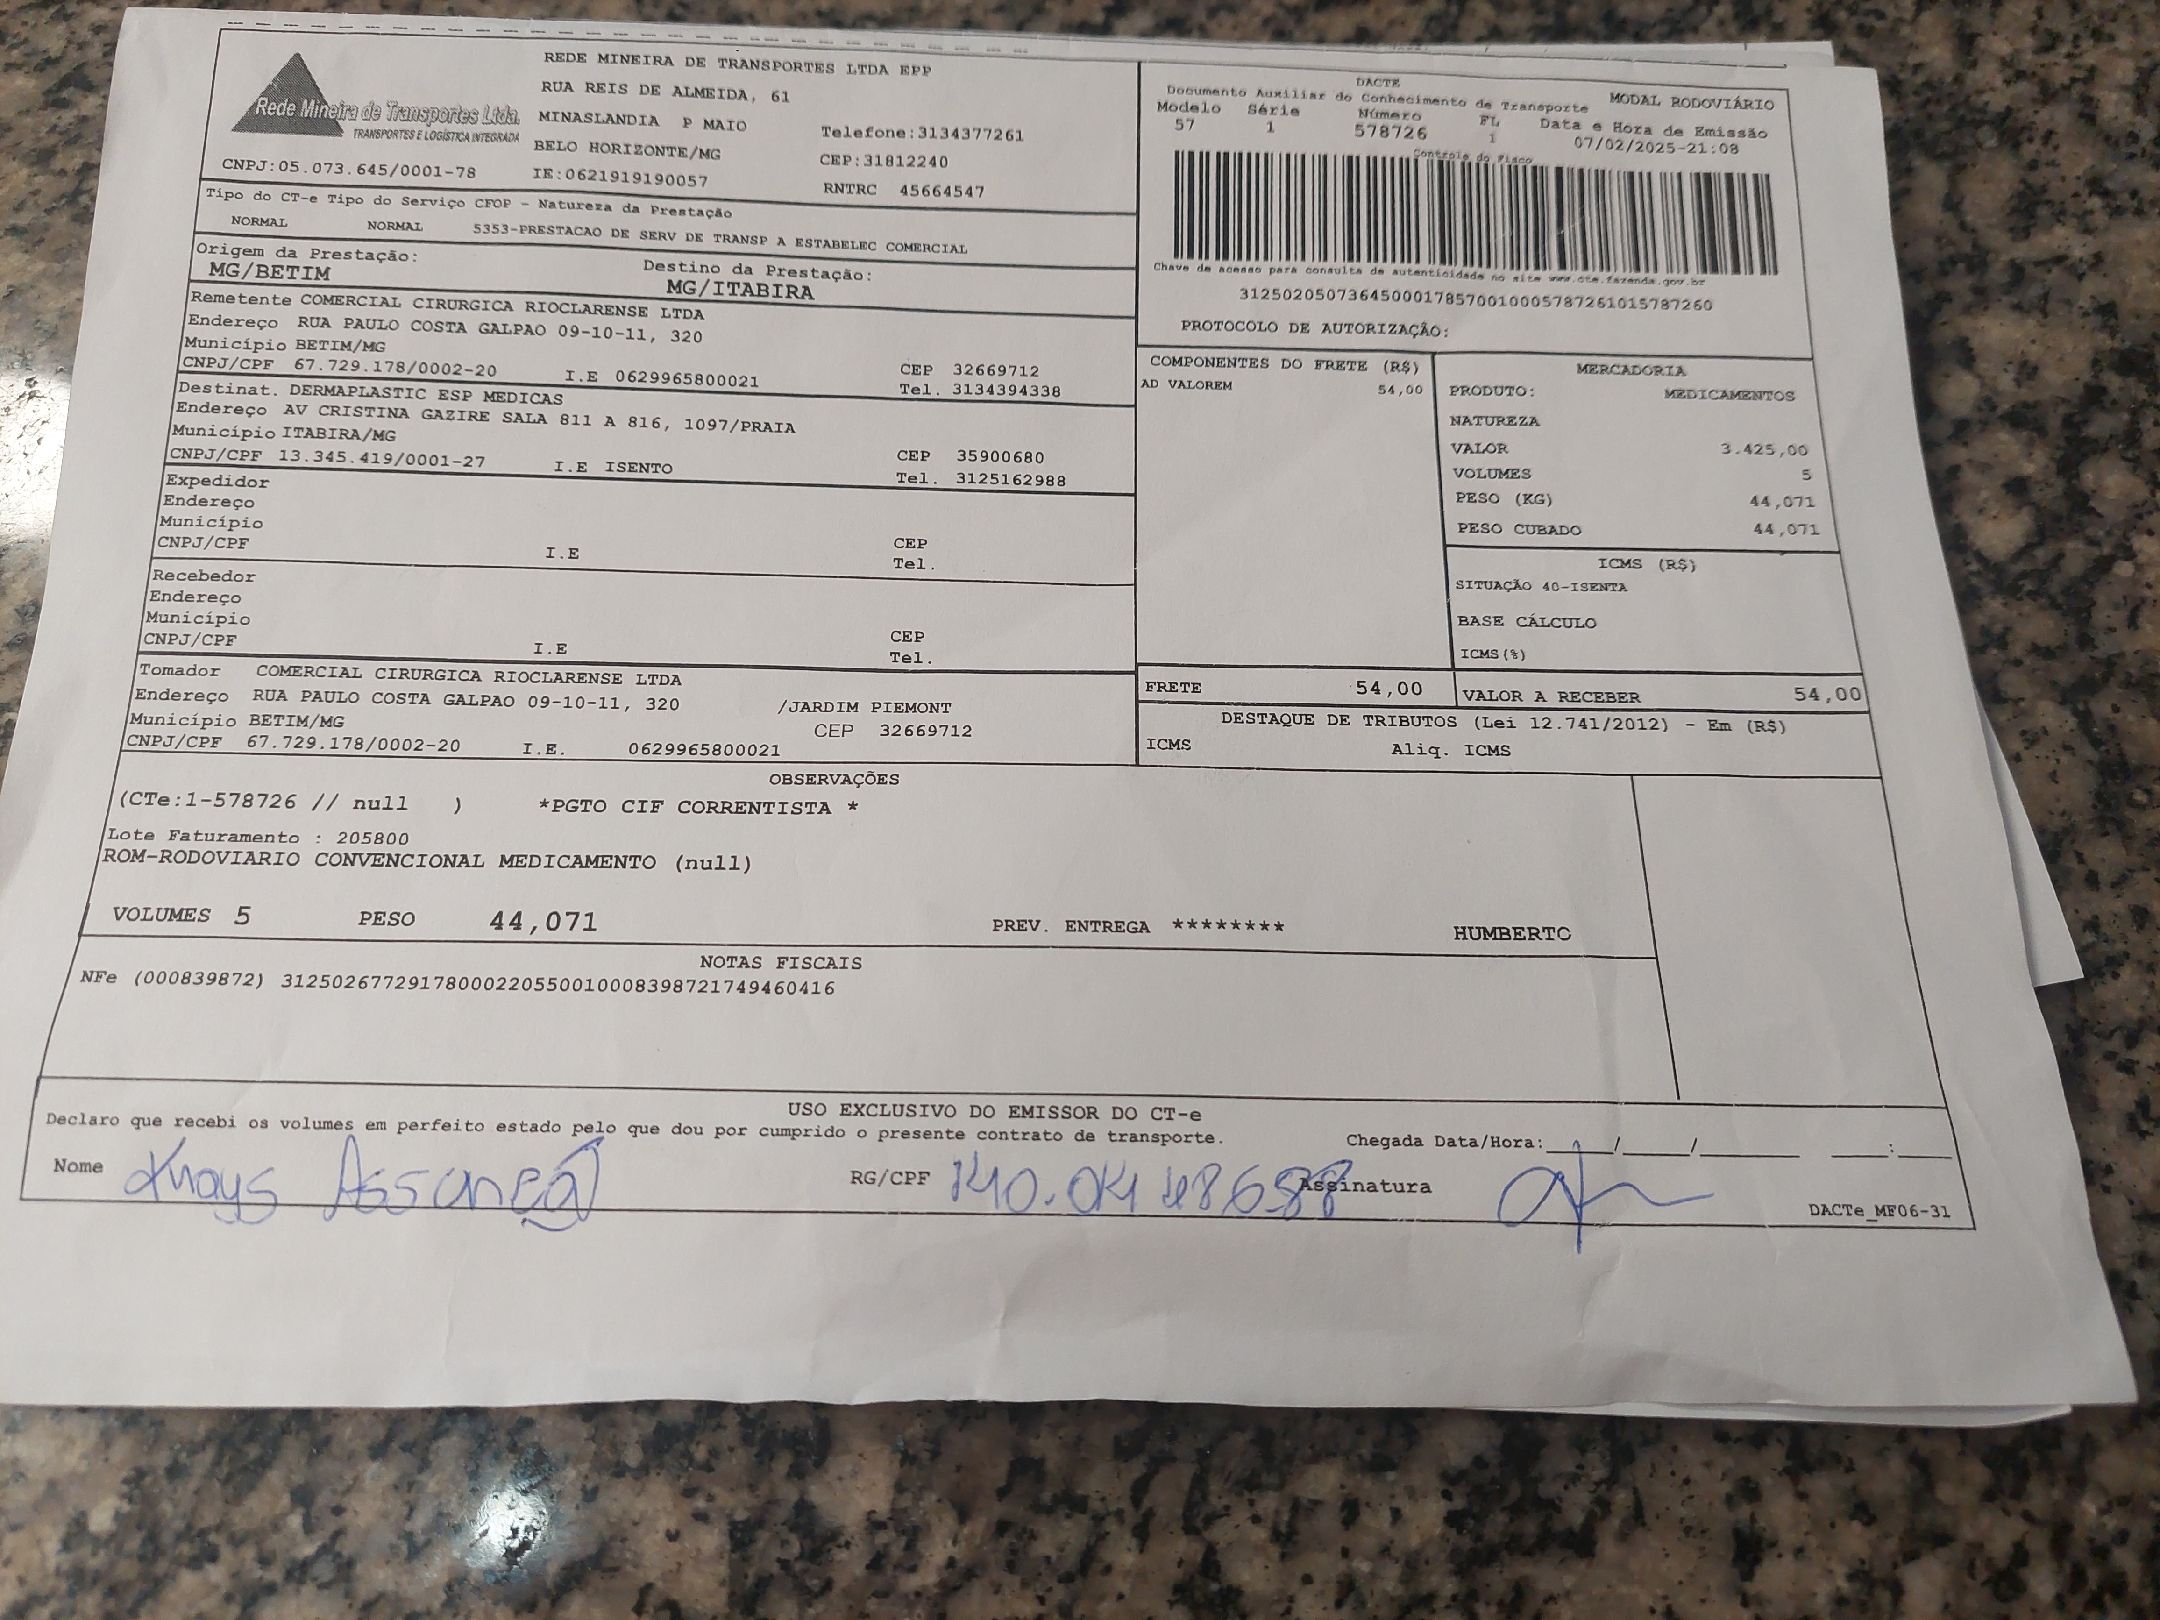 REDE MINEIRA DE TRANSPORTES LTDA EPP
RUA REIS DE ALMEIDA, 61
MINASLANDIA P MAIO Telefone:3134377261
BELO HORIZONTE/MG CEP:31812240
Rede Mineira de Transportes Ltda.
TRANSPORTES E LOGÍSTICA INTEGRADA
CNPJ:05.073.645/0001-78 IE:0621919190057 RNTRC 45664547
Tipo do CT-e Tipo do Serviço CFOP - Natureza da Prestação
NORMAL NORMAL 5353-PRESTACAO DE SERV DE TRANSP A ESTABELEC COMERCIAL
Origem da Prestação: Destino da Prestação:
MG/BETIM MG/ITABIRA
Remetente COMERCIAL CIRURGICA RIOCLARENSE LTDA
Endereço RUA PAULO COSTA GALPAO 09-10-11, 320
Município BETIM/MG CEP 32669712
CNPJ/CPF 67.729.178/0002-20 I.E 0629965800021 Tel. 3134394338
Destinat. DERMAPLASTIC ESP MEDICAS
Endereço AV CRISTINA GAZIRE SALA 811 A 816, 1097/PRAIA
Município ITABIRA/MG CEP 35900680
CNPJ/CPF 13.345.419/0001-27 I.E ISENTO Tel. 3125162988
Expedidor
Endereço
Município CEP
CNPJ/CPF I.E Tel.
Recebedor
Endereço
Município CEP
CNPJ/CPF I.E Tel.
Tomador COMERCIAL CIRURGICA RIOCLARENSE LTDA
Endereço RUA PAULO COSTA GALPAO 09-10-11, 320 /JARDIM PIEMONT
Município BETIM/MG CEP 32669712
CNPJ/CPF 67.729.178/0002-20 I.E. 0629965800021
DACTE
Documento Auxiliar do Conhecimento de Transporte MODAL RODOVIÁRIO
Modelo Série Número FL Data e Hora de Emissão
57 1 578726 1 07/02/2025-21:08
Controle do Fisco
Chave de acesso para consulta de autenticidade no site www.cte.fazenda.gov.br
31250205073645000178570010005787261015787260
PROTOCOLO DE AUTORIZAÇÃO:
COMPONENTES DO FRETE (R$)
AD VALOREM 54,00
MERCADORIA
PRODUTO: MEDICAMENTOS
NATUREZA
VALOR 3.425,00
VOLUMES 5
PESO (KG) 44,071
PESO CUBADO 44,071
ICMS (R$)
SITUAÇÃO 40-ISENTA
BASE CÁLCULO
ICMS(%)
FRETE 54,00 VALOR A RECEBER 54,00
DESTAQUE DE TRIBUTOS (Lei 12.741/2012) - Em (R$)
ICMS Aliq. ICMS
OBSERVAÇÕES
(CTe:1-578726 // null ) *PGTO CIF CORRENTISTA *
Lote Faturamento : 205800
ROM-RODOVIARIO CONVENCIONAL MEDICAMENTO (null)
VOLUMES 5 PESO 44,071 PREV. ENTREGA ******** HUMBERTO
NOTAS FISCAIS
NFe (000839872) 31250267729178000220550010008398721749460416
USO EXCLUSIVO DO EMISSOR DO CT-e
Declaro que recebi os volumes em perfeito estado pelo que dou por cumprido o presente contrato de transporte. Chegada Data/Hora:____/____/______ ___:___
Nome RG/CPF Assinatura
DACTe_MF06-31